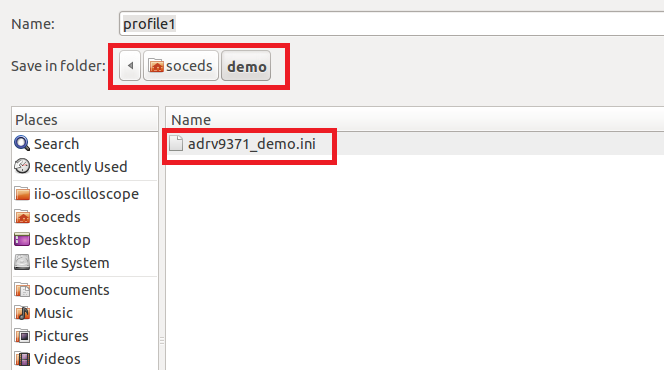 Name: profile1
Save in folder: soceds demo
Places Name
Search adrv9371_demo.ini
Recently Used
iio-oscilloscope
soceds
Desktop
File System
Documents
Music
Pictures
Videos